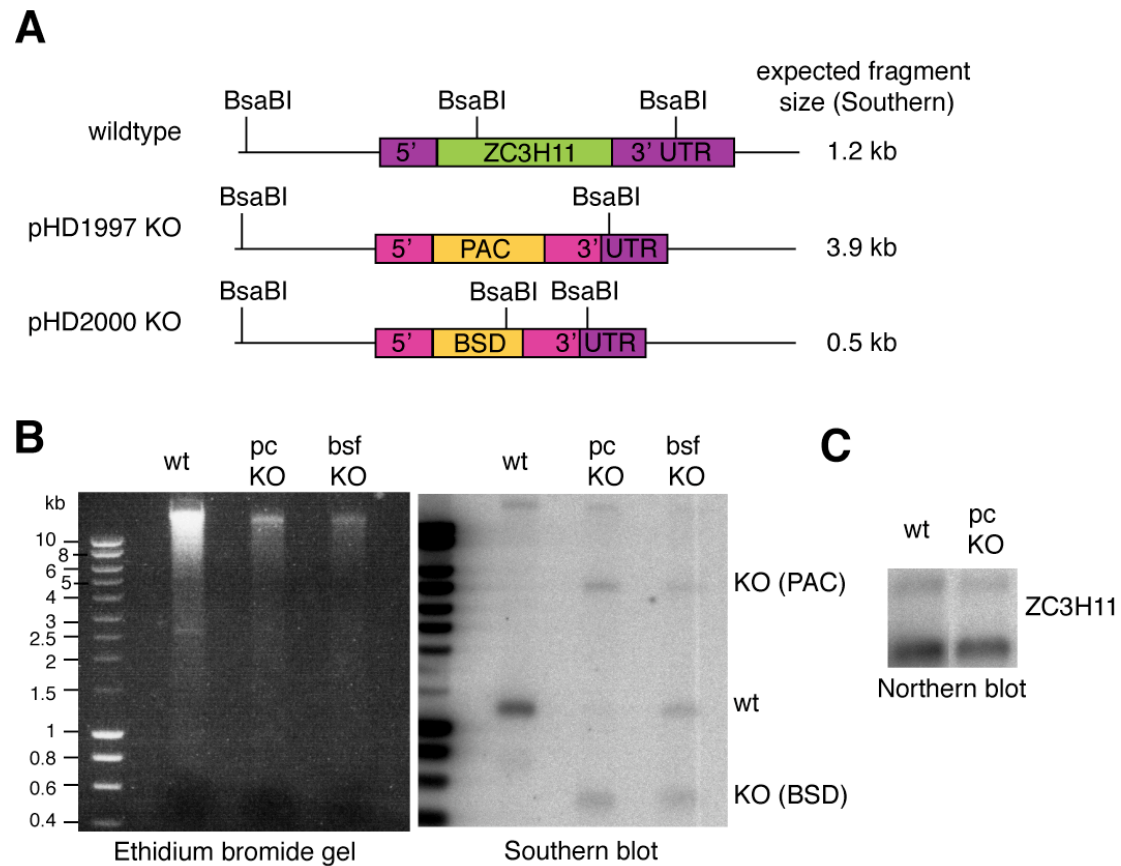 A
expected fragment
size (Southern)
BsaBI BsaBI BsaBI
wildtype
5' ZC3H11 3' UTR
1.2 kb
BsaBI BsaBI
pHD1997 KO
5' PAC 3' UTR
3.9 kb
BsaBI BsaBI BsaBI
pHD2000 KO
5' BSD 3' UTR
0.5 kb
B
wt
pc
KO
bsf
KO
kb
10
8
6
5
4
3
2.5
2
1.5
1
0.8
0.6
0.4
Ethidium bromide gel
wt
pc
KO
bsf
KO
KO (PAC)
wt
KO (BSD)
Southern blot
C
wt
pc
KO
ZC3H11
Northern blot